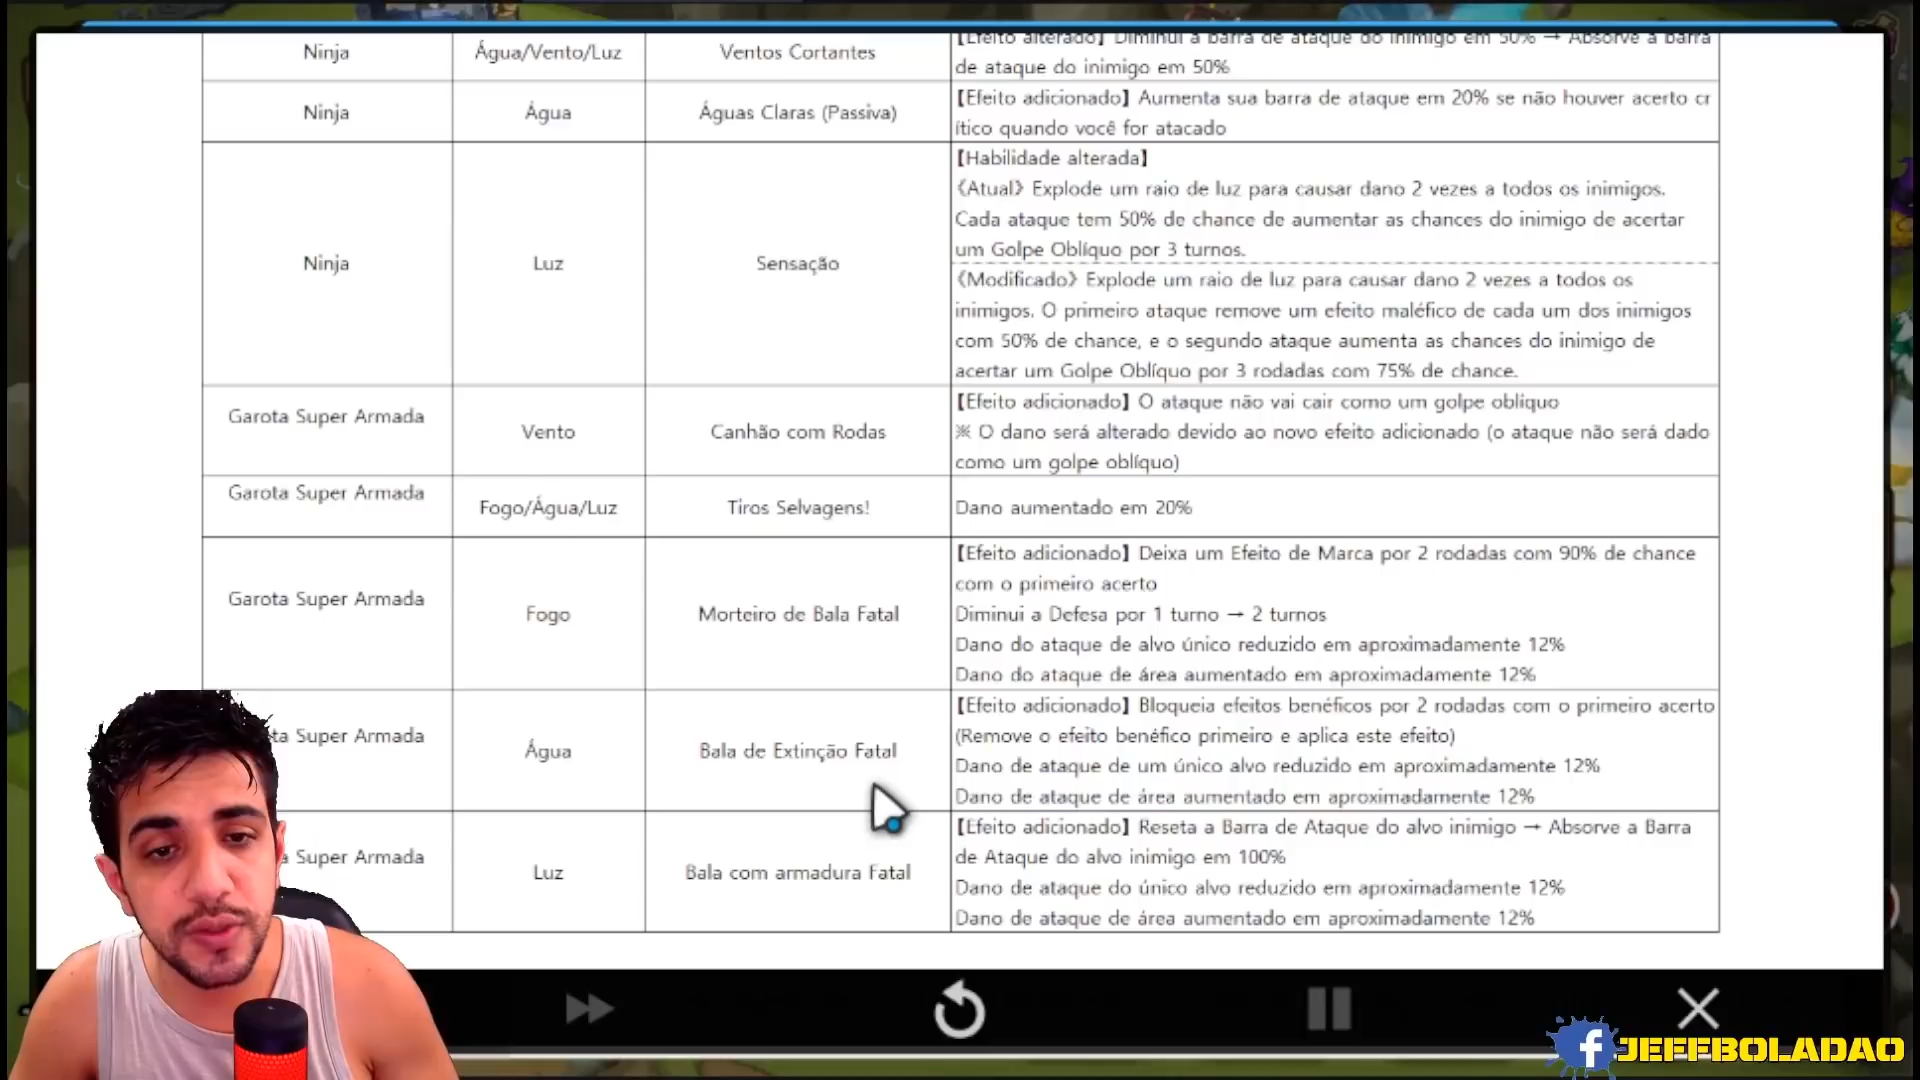 Ninja
Água/Vento/Luz
Ventos Cortantes
【Efeito alterado】Diminui a barra de ataque do inimigo em 50% → Absorve a barra
de ataque do inimigo em 50%
Ninja
Água
Águas Claras (Passiva)
【Efeito adicionado】Aumenta sua barra de ataque em 20% se não houver acerto cr
ítico quando você for atacado
Ninja
Luz
Sensação
【Habilidade alterada】
《Atual》Explode um raio de luz para causar dano 2 vezes a todos os inimigos.
Cada ataque tem 50% de chance de aumentar as chances do inimigo de acertar
um Golpe Oblíquo por 3 turnos.
《Modificado》Explode um raio de luz para causar dano 2 vezes a todos os
inimigos. O primeiro ataque remove um efeito maléfico de cada um dos inimigos
com 50% de chance, e o segundo ataque aumenta as chances do inimigo de
acertar um Golpe Oblíquo por 3 rodadas com 75% de chance.
Garota Super Armada
Vento
Canhão com Rodas
【Efeito adicionado】O ataque não vai cair como um golpe oblíquo
※ O dano será alterado devido ao novo efeito adicionado (o ataque não será dado
como um golpe oblíquo)
Garota Super Armada
Fogo/Água/Luz
Tiros Selvagens!
Dano aumentado em 20%
Garota Super Armada
Fogo
Morteiro de Bala Fatal
【Efeito adicionado】Deixa um Efeito de Marca por 2 rodadas com 90% de chance
com o primeiro acerto
Diminui a Defesa por 1 turno → 2 turnos
Dano do ataque de alvo único reduzido em aproximadamente 12%
Dano do ataque de área aumentado em aproximadamente 12%
ta Super Armada
Água
Bala de Extinção Fatal
【Efeito adicionado】Bloqueia efeitos benéficos por 2 rodadas com o primeiro acerto
(Remove o efeito benéfico primeiro e aplica este efeito)
Dano de ataque de um único alvo reduzido em aproximadamente 12%
Dano de ataque de área aumentado em aproximadamente 12%
a Super Armada
Luz
Bala com armadura Fatal
【Efeito adicionado】Reseta a Barra de Ataque do alvo inimigo → Absorve a Barra
de Ataque do alvo inimigo em 100%
Dano de ataque do único alvo reduzido em aproximadamente 12%
Dano de ataque de área aumentado em aproximadamente 12%
f JEFFBOLADAO